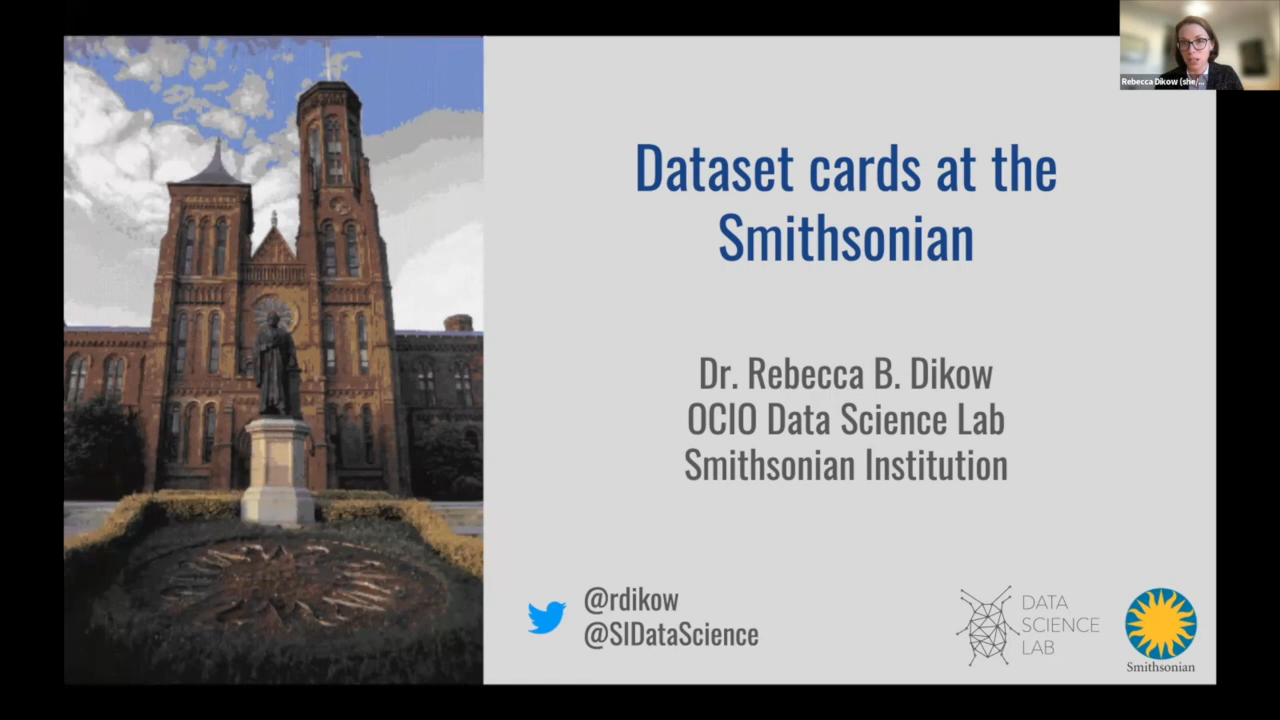 Rebecca Dikow (she/...
Dataset cards at the
Smithsonian
Dr. Rebecca B. Dikow
OCIO Data Science Lab
Smithsonian Institution
@rdikow
@SIDataScience
DATA
SCIENCE
LAB
Smithsonian